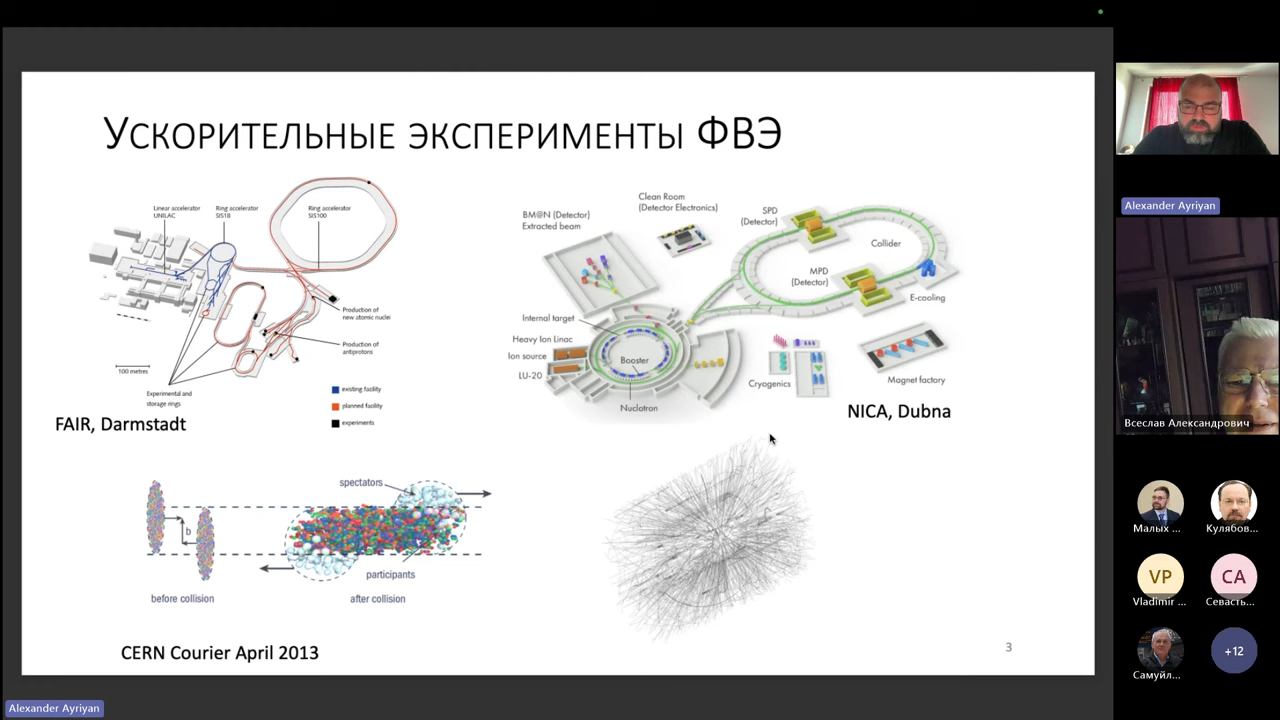 УСКОРИТЕЛЬНЫЕ ЭКСПЕРИМЕНТЫ ФВЭ
Linear accelerator
UNILAC
Ring accelerator
SIS18
Ring accelerator
SIS100
Production of
new atomic nuclei
Production of
antiprotons
100 metres
Experimental and
storage rings
existing facility
planned facility
experiments
FAIR, Darmstadt
BM@N (Detector)
Extracted beam
Clean Room
(Detector Electronics)
SPD
(Detector)
Collider
MPD
(Detector)
E-cooling
Internal target
Heavy Ion Linac
Ion source
LU-20
Booster
Nuclotron
Cryogenics
Magnet factory
NICA, Dubna
spectators
b
participants
before collision
after collision
CERN Courier April 2013
3
Alexander Ayriyan
Alexander Ayriyan
Всеслав Александрович
Малых ...
Кулябов...
VP
CA
Vladimir ...
Севасть...
Самуйл...
+12